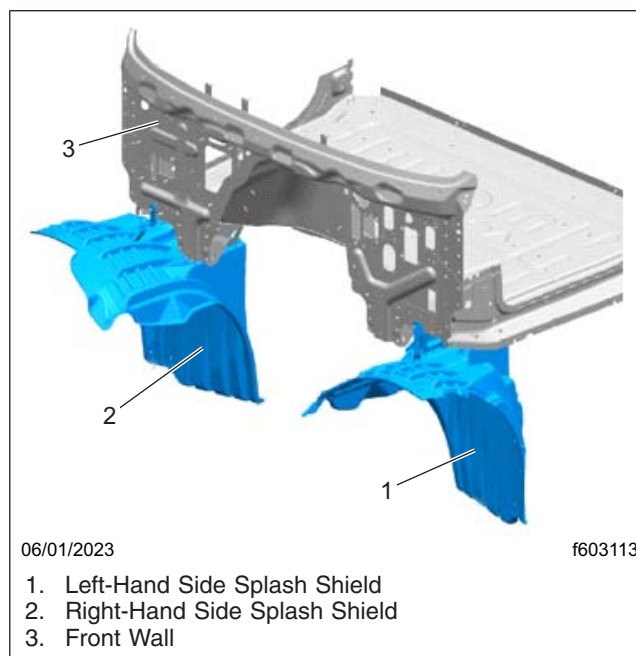 3
2
1
06/01/2023
f603113
1. Left-Hand Side Splash Shield
2. Right-Hand Side Splash Shield
3. Front Wall